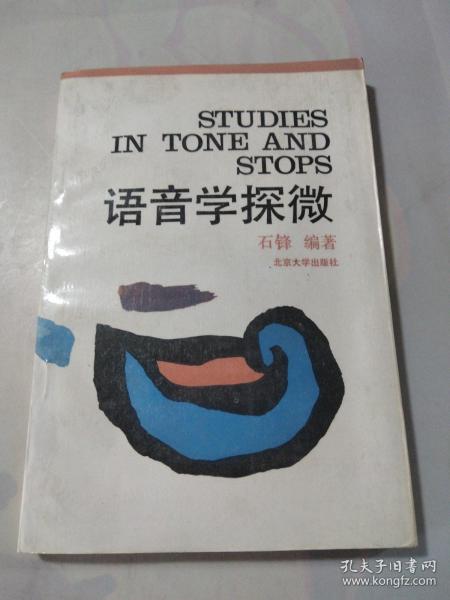 STUDIES
IN TONE AND
STOPS
语音学探微
石锋 编著
北京大学出版社
孔夫子旧书网
www.kongfz.com